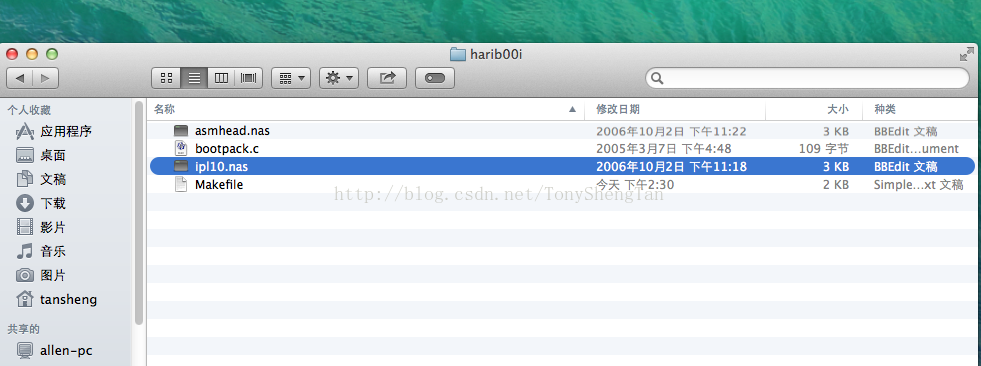 harib00i
个人收藏
应用程序
桌面
文稿
下载
影片
音乐
图片
tansheng
共享的
allen-pc
名称 修改日期 大小 种类
asmhead.nas 2006年10月2日 下午11:22 3 KB BBEdit 文稿
bootpack.c 2005年3月7日 下午4:48 109 字节 BBEdit...ument
ipl10.nas 2006年10月2日 下午11:18 3 KB BBEdit 文稿
Makefile 今天 下午2:30 2 KB Simple...xt 文稿
http://blog.csdn.net/TonyShengTan